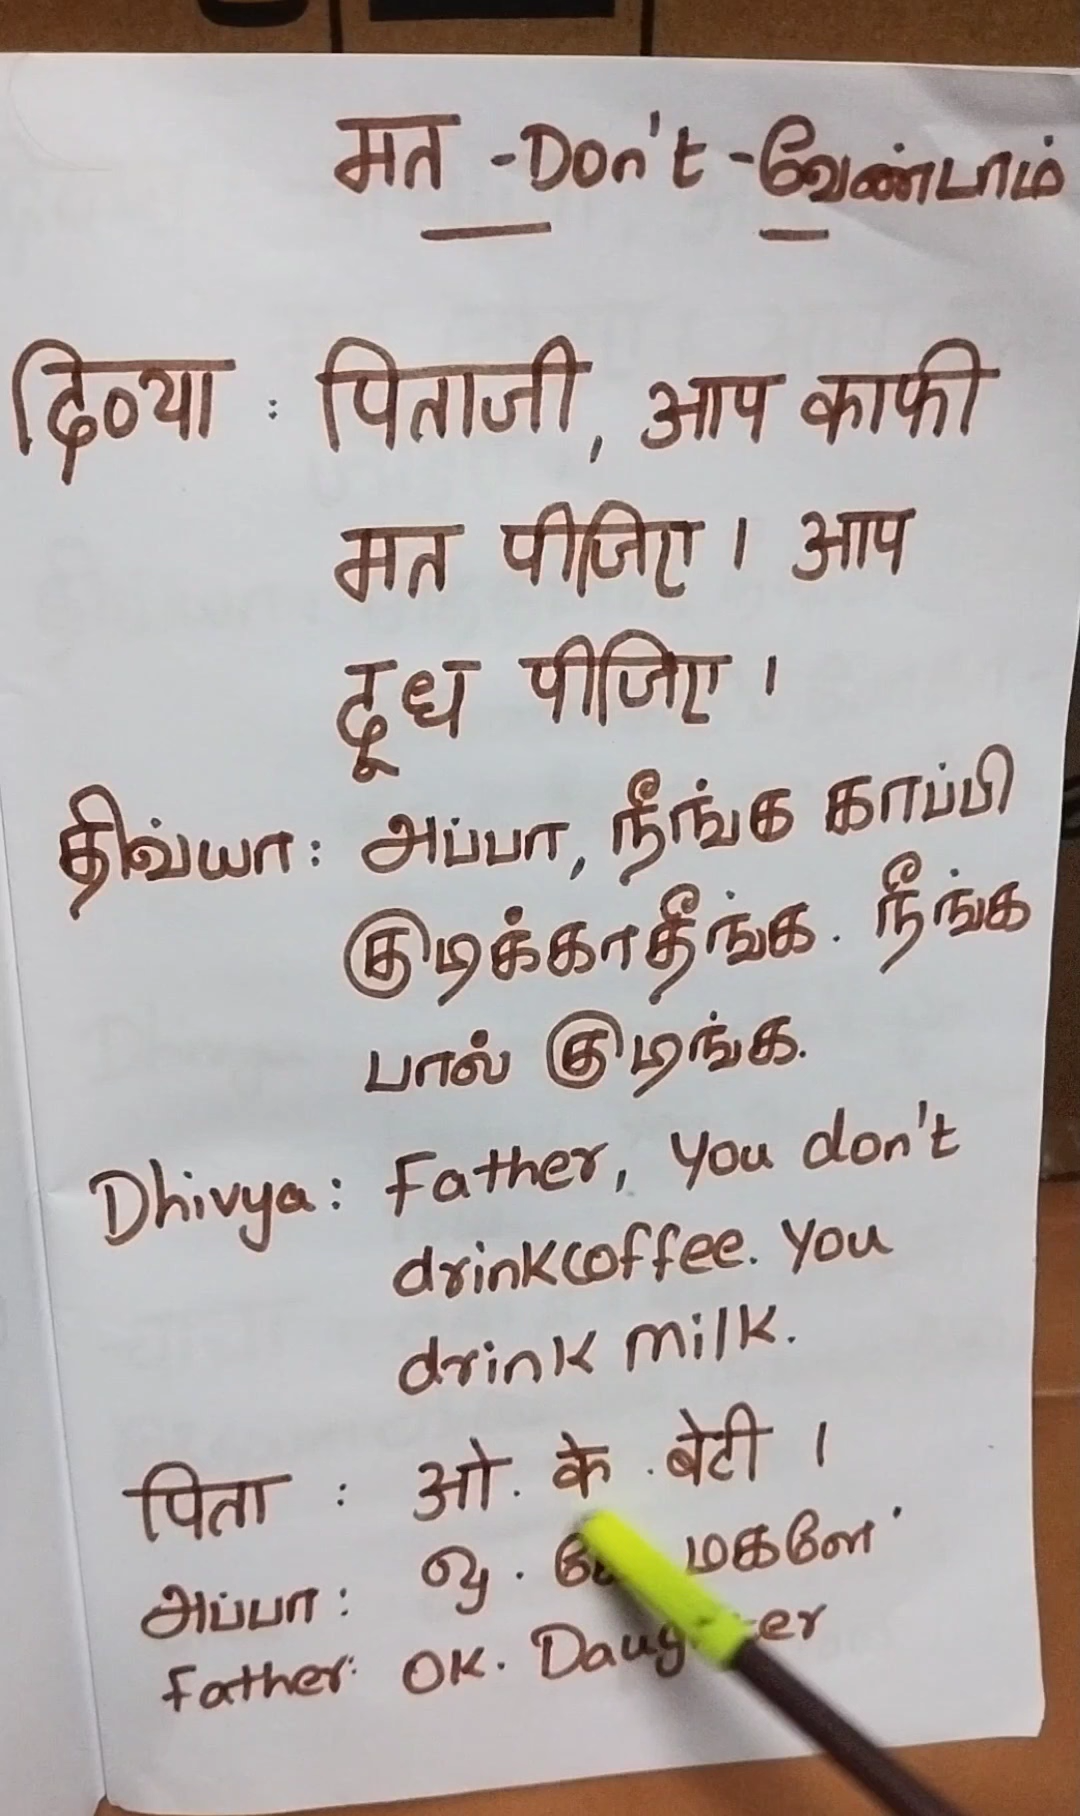 मत - Don't - வேண்டாம்
दिव्या : पिताजी, आप काफी
मत पीजिए । आप
दूध पीजिए ।
திவ்யா : அப்பா, நீங்க காப்பி
குடிக்காதீங்க. நீங்க
பால் குடிங்க.
Dhivya : Father, You don't
drink coffee. You
drink milk.
पिता : ओ. के . बेटी ।
அப்பா : ஓ . மகளே
Father: OK. Daughter